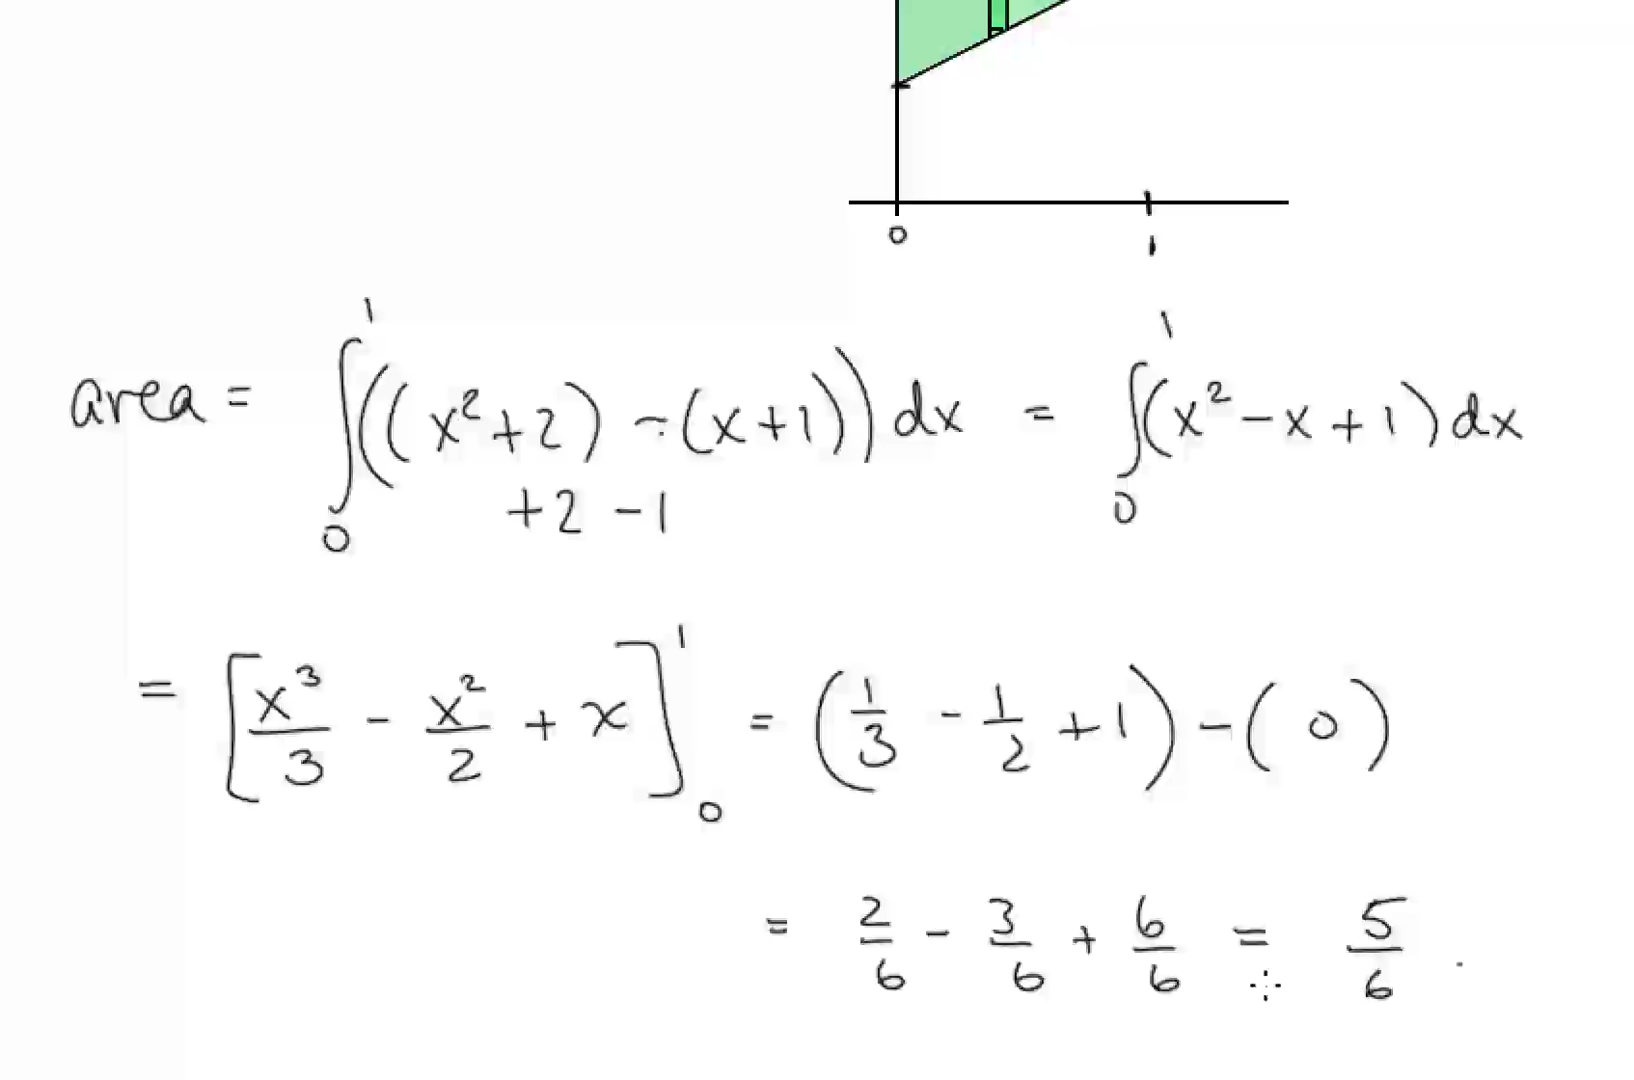 0 1
area = ∫₀¹ ((x²+2) - (x+1)) dx = ∫₀¹ (x² - x + 1) dx
+2 - 1
= [x³/3 - x²/2 + x]₀¹ = (1/3 - 1/2 + 1) - (0)
= 2/6 - 3/6 + 6/6 = 5/6 .